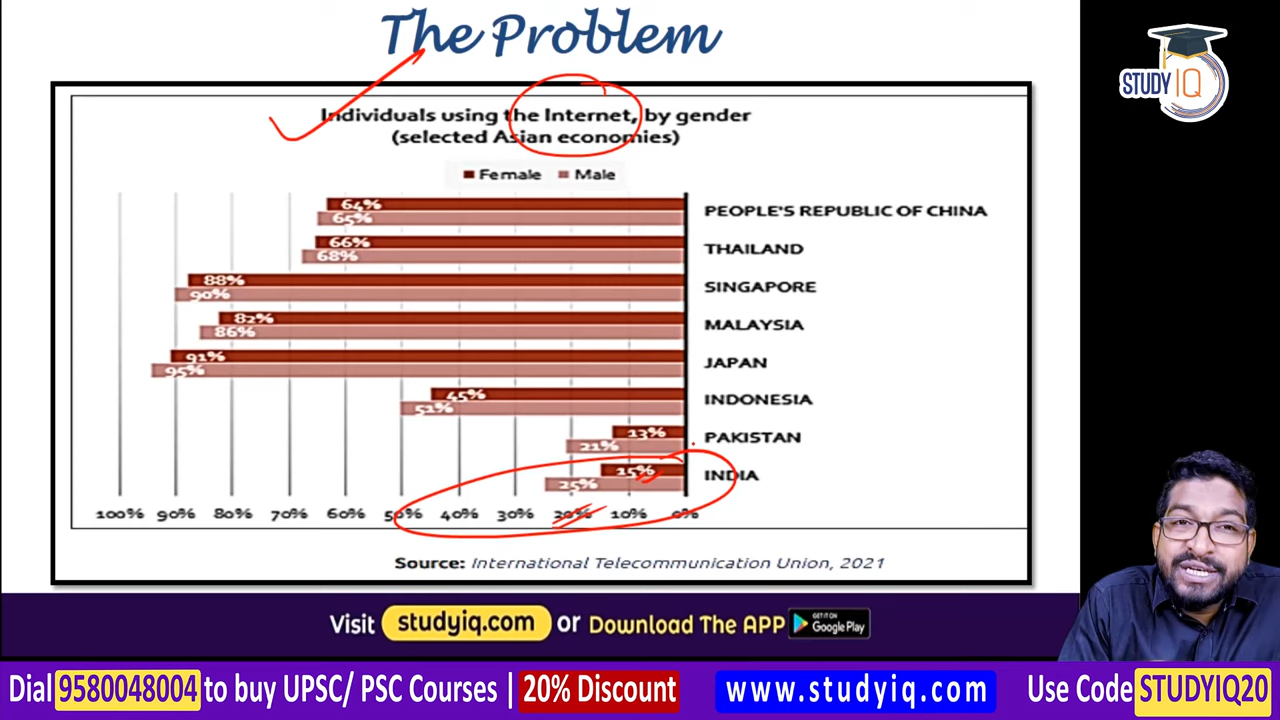 The Problem
STUDY IQ
Individuals using the Internet, by gender
(selected Asian economies)
Female Male
64%
65%
PEOPLE'S REPUBLIC OF CHINA
66%
68%
THAILAND
88%
90%
SINGAPORE
82%
86%
MALAYSIA
91%
95%
JAPAN
45%
51%
INDONESIA
13%
21%
PAKISTAN
15%
25%
INDIA
100% 90% 80% 70% 60% 50% 40% 30% 20% 10% 0%
Source: International Telecommunication Union, 2021
Visit studyiq.com or Download The APP GET IT ON Google Play
Dial 9580048004 to buy UPSC/ PSC Courses | 20% Discount www.studyiq.com Use Code STUDYIQ20